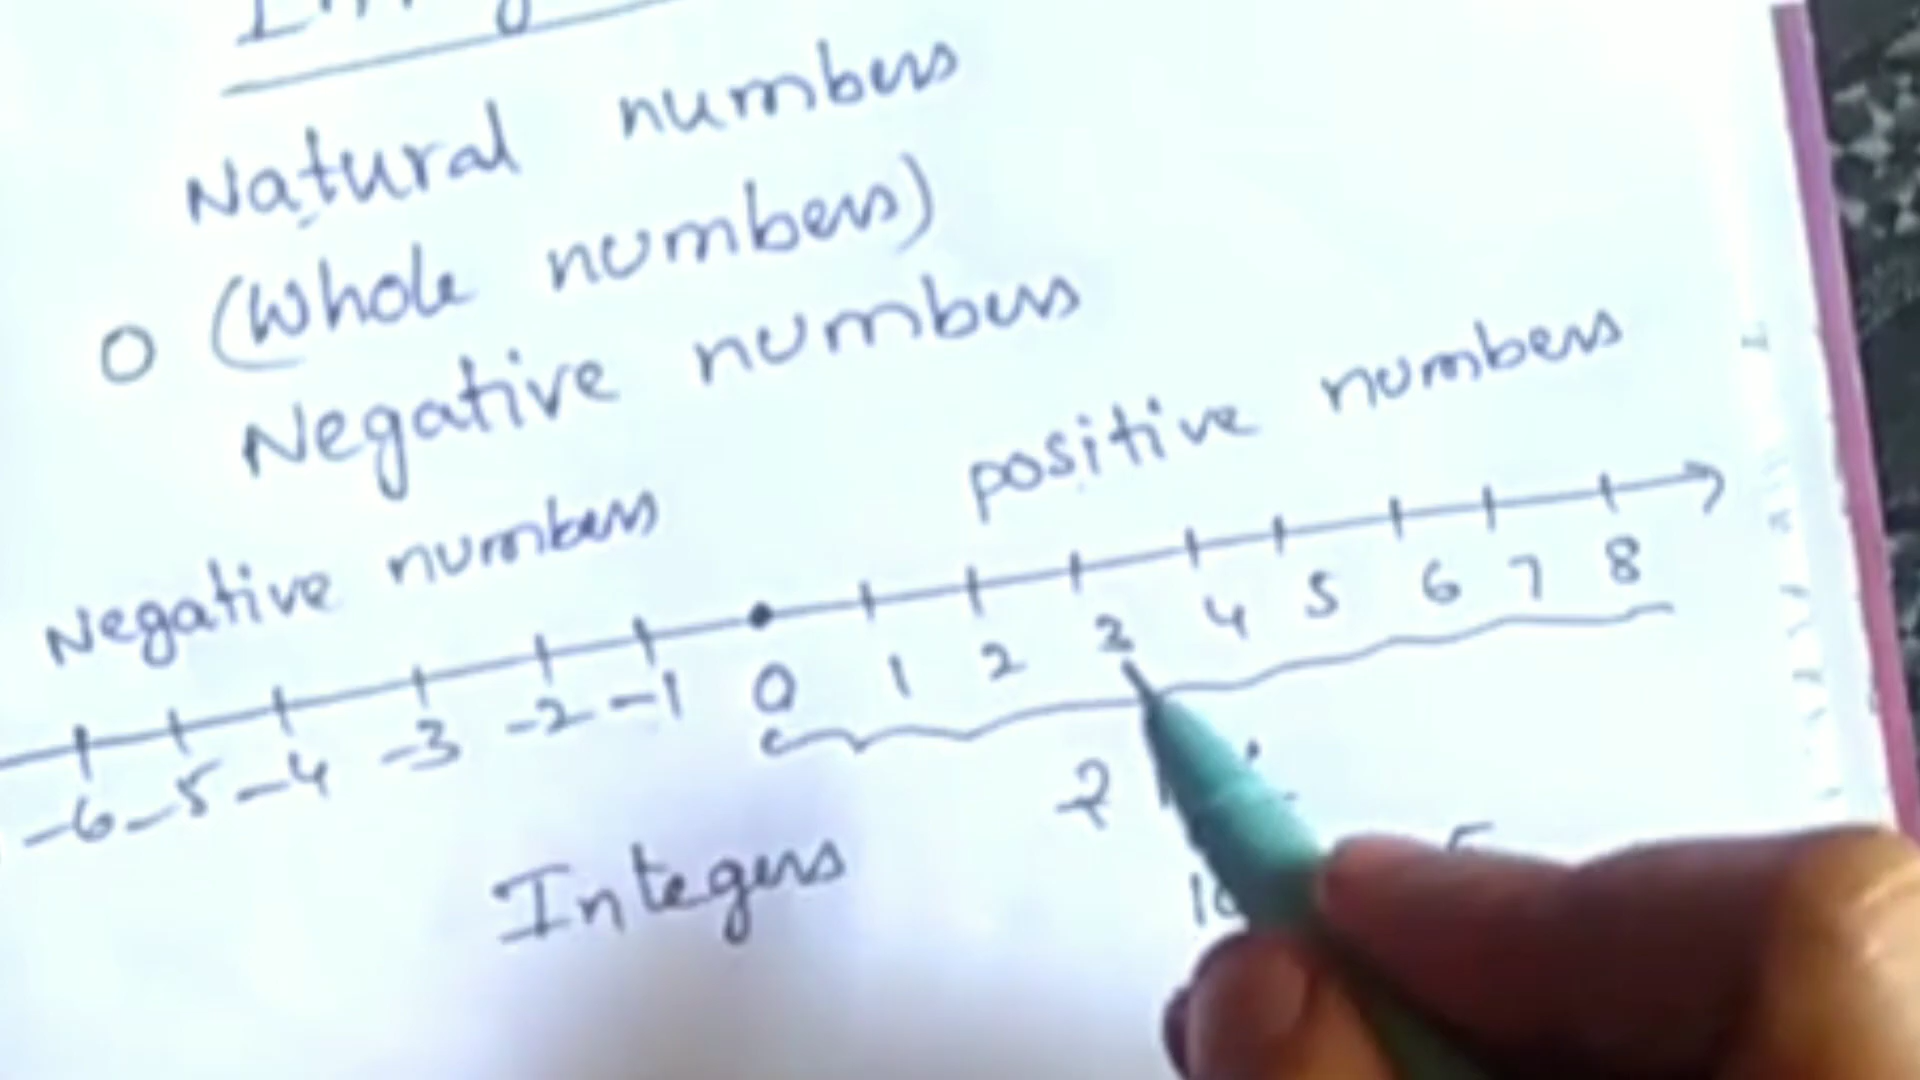 Natural numbers
0 (Whole numbers)
Negative numbers
positive numbers
Negative numbers
-6 -5 -4 -3 -2 -1 0 1 2 3 4 5 6 7 8
Integers